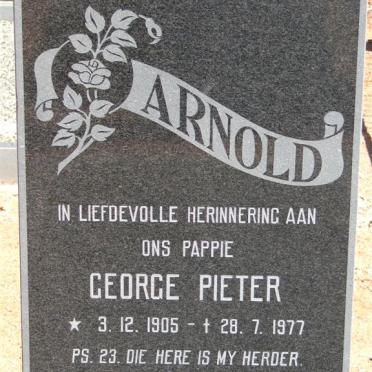 ARNOLD
IN LIEFDEVOLLE HERINNERING AAN
ONS PAPPIE
GEORGE PIETER
★ 3. 12. 1905 - † 28. 7. 1977
PS. 23. DIE HERE IS MY HERDER.